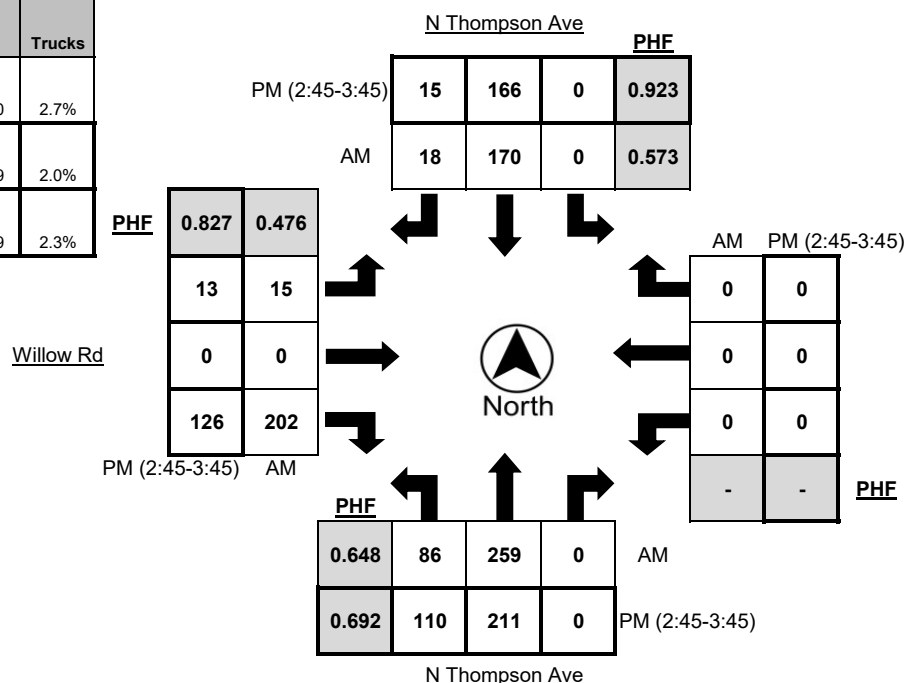 N Thompson Ave
PHF
Trucks
PM (2:45-3:45) 15 166 0 0.923
0 2.7%
AM 18 170 0 0.573
9 2.0%
PHF 0.827 0.476
9 2.3%
AM PM (2:45-3:45)
13 15
0 0
Willow Rd
0 0
0 0
North
126 202
0 0
PM (2:45-3:45) AM
- - PHF
PHF
0.648 86 259 0 AM
0.692 110 211 0 PM (2:45-3:45)
N Thompson Ave